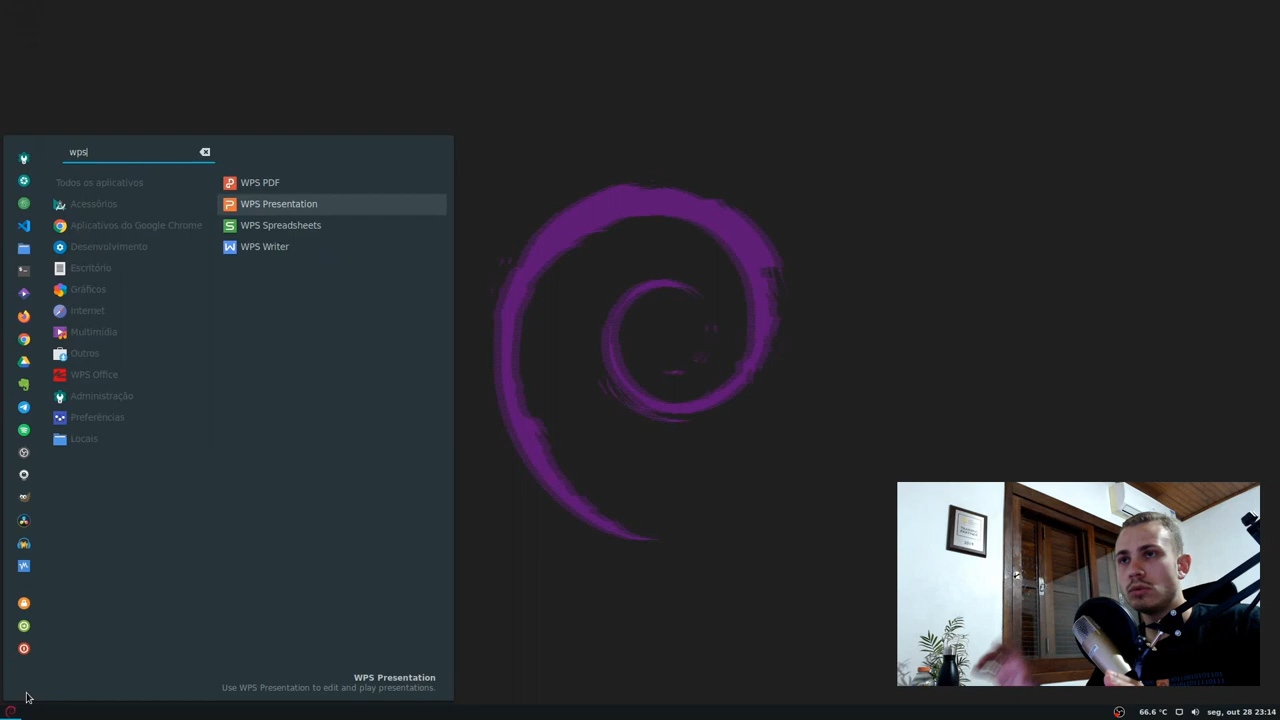 wps
Todos os aplicativos
Acessórios
Aplicativos do Google Chrome
Desenvolvimento
Escritório
Gráficos
Internet
Multimídia
Outros
WPS Office
Administração
Preferências
Locais
WPS PDF
WPS Presentation
WPS Spreadsheets
WPS Writer
WPS Presentation
Use WPS Presentation to edit and play presentations.
66.6 °C
seg, out 28 23:14